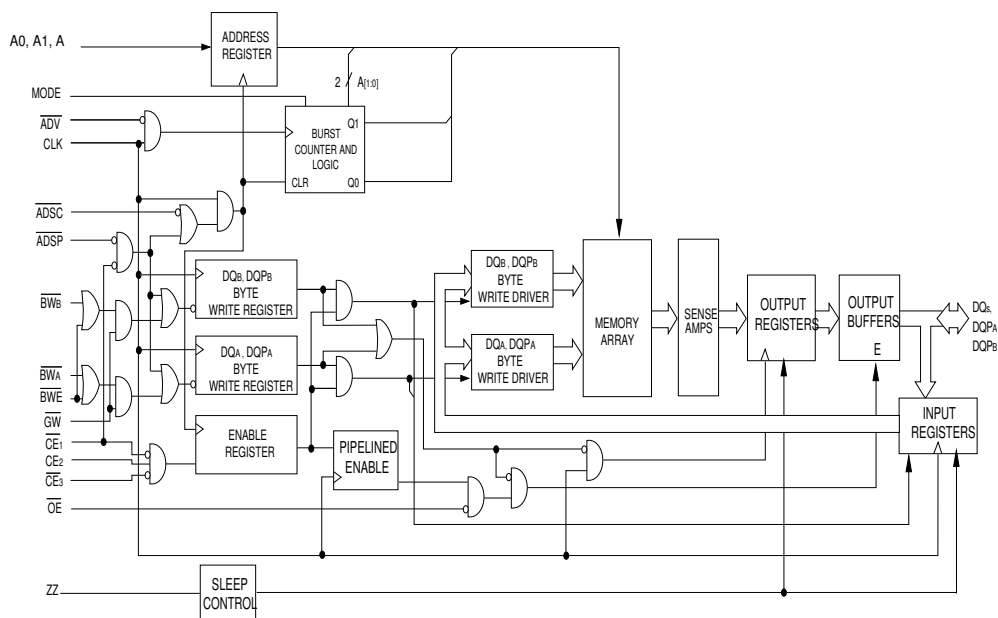 A0, A1, A
ADDRESS
REGISTER
2
A[1:0]
MODE
ADV
CLK
BURST
COUNTER AND
LOGIC
Q1
CLR
Q0
ADSC
ADSP
DQB, DQPB
BYTE
WRITE REGISTER
DQB, DQPB
BYTE
WRITE DRIVER
MEMORY
ARRAY
SENSE
AMPS
OUTPUT
REGISTERS
OUTPUT
BUFFERS
E
DQs,
DQPA
DQPB
BWB
DQA, DQPA
BYTE
WRITE REGISTER
DQA, DQPA
BYTE
WRITE DRIVER
BWA
BWE
GW
ENABLE
REGISTER
PIPELINED
ENABLE
INPUT
REGISTERS
CE1
CE2
CE3
OE
ZZ
SLEEP
CONTROL